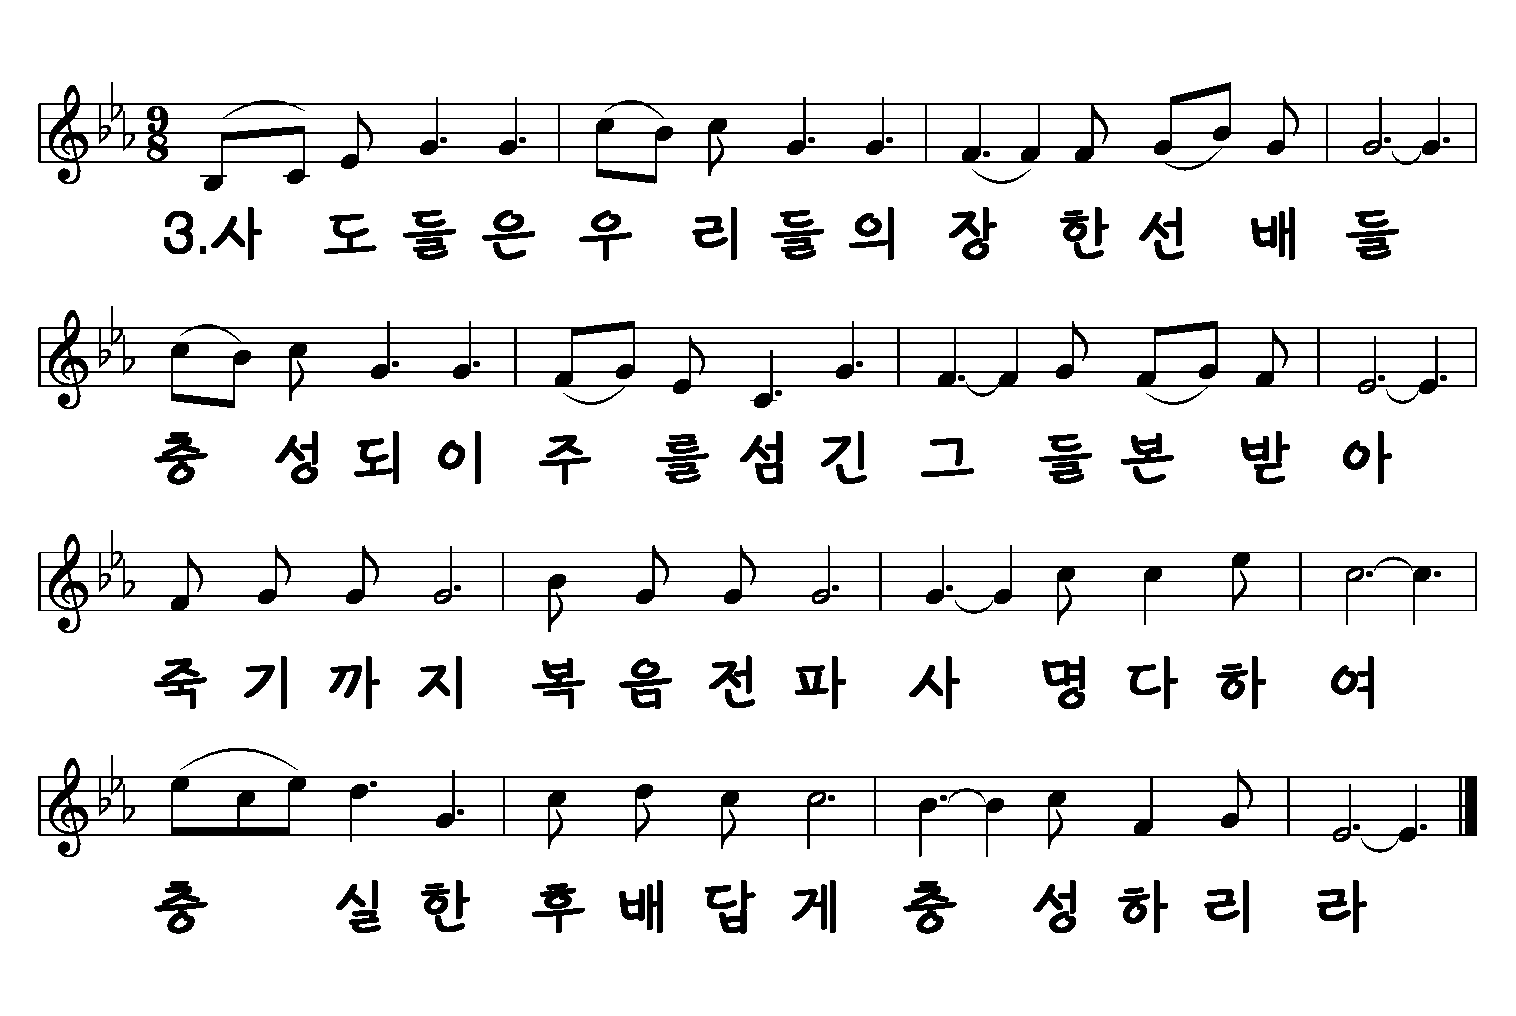 9
8
3.사 도 들 은 우 리 들 의 장 한 선 배 들
충 성 되 이 주 를 섬 긴 그 들 본 받 아
죽 기 까 지 복 음 전 파 사 명 다 하 여
충 실 한 후 배 답 게 충 성 하 리 라